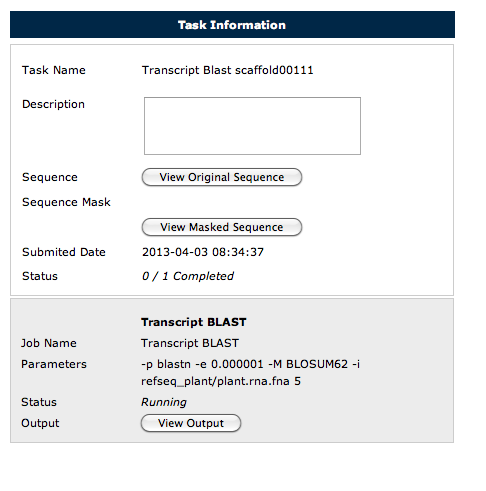 Task Information
Task Name Transcript Blast scaffold00111
Description
Sequence View Original Sequence
Sequence Mask
View Masked Sequence
Submited Date 2013-04-03 08:34:37
Status 0 / 1 Completed
Transcript BLAST
Job Name Transcript BLAST
Parameters -p blastn -e 0.000001 -M BLOSUM62 -i
refseq_plant/plant.rna.fna 5
Status Running
Output View Output